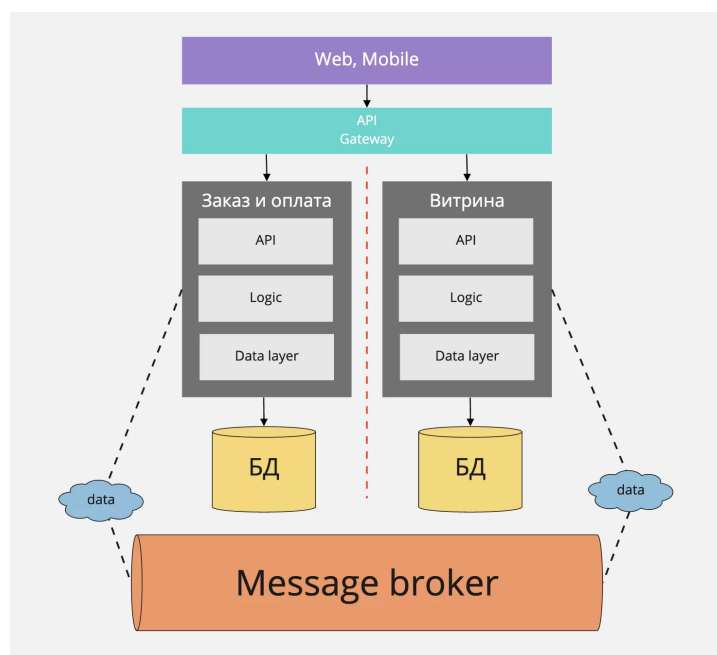 Web, Mobile
API
Gateway
Заказ и оплата
API
Logic
Data layer
Витрина
API
Logic
Data layer
БД
БД
data
data
Message broker